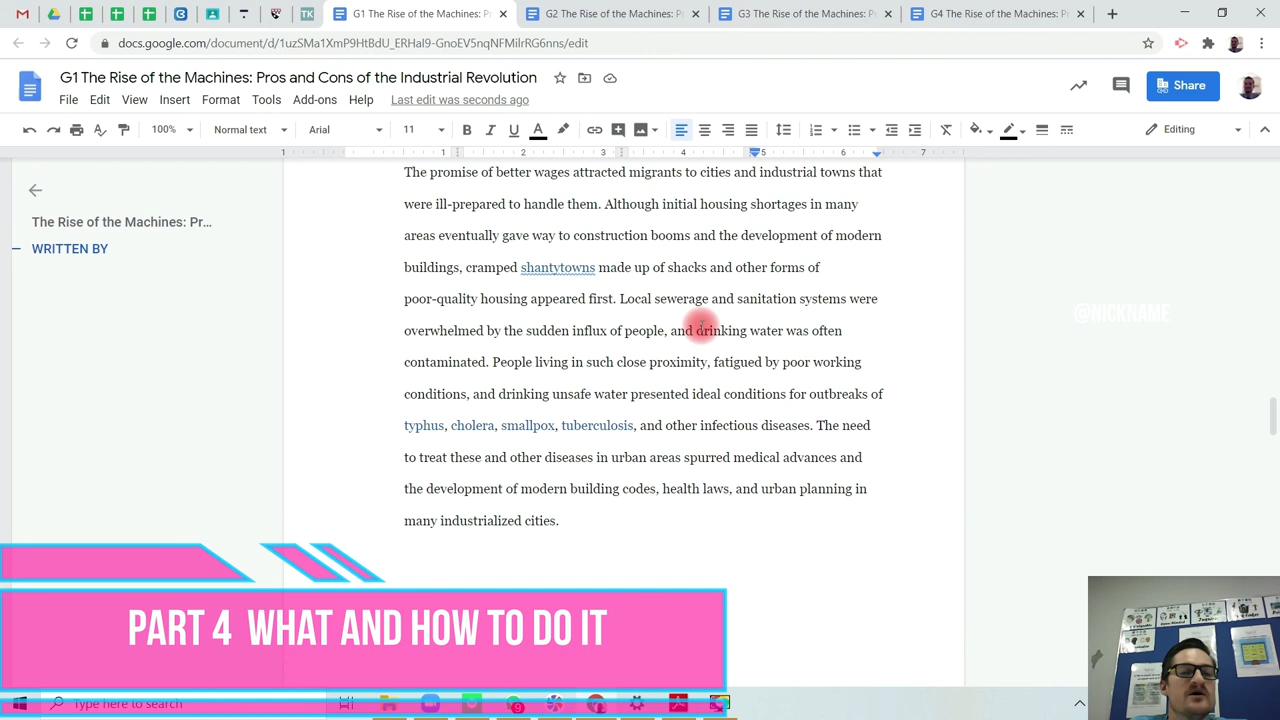 G1 The Rise of the Machines: Pr
G2 The Rise of the Machines: Pr
G3 The Rise of the Machines: Pr
G4 The Rise of the Machines: Pr
docs.google.com/document/d/1uzSMa1XmP9HtBdU_ERHaI9-GnoEV5nqNFMilrRG6nns/edit
G1 The Rise of the Machines: Pros and Cons of the Industrial Revolution
Share
File Edit View Insert Format Tools Add-ons Help Last edit was seconds ago
100% Normal text Arial 11 B I U A Editing
1 1 2 3 4 5 6 7
The Rise of the Machines: Pr...
WRITTEN BY
The promise of better wages attracted migrants to cities and industrial towns that
were ill-prepared to handle them. Although initial housing shortages in many
areas eventually gave way to construction booms and the development of modern
buildings, cramped shantytowns made up of shacks and other forms of
poor-quality housing appeared first. Local sewerage and sanitation systems were
overwhelmed by the sudden influx of people, and drinking water was often
contaminated. People living in such close proximity, fatigued by poor working
conditions, and drinking unsafe water presented ideal conditions for outbreaks of
typhus, cholera, smallpox, tuberculosis, and other infectious diseases. The need
to treat these and other diseases in urban areas spurred medical advances and
the development of modern building codes, health laws, and urban planning in
many industrialized cities.
@NICKNAME
PART 4 WHAT AND HOW TO DO IT
Type here to search